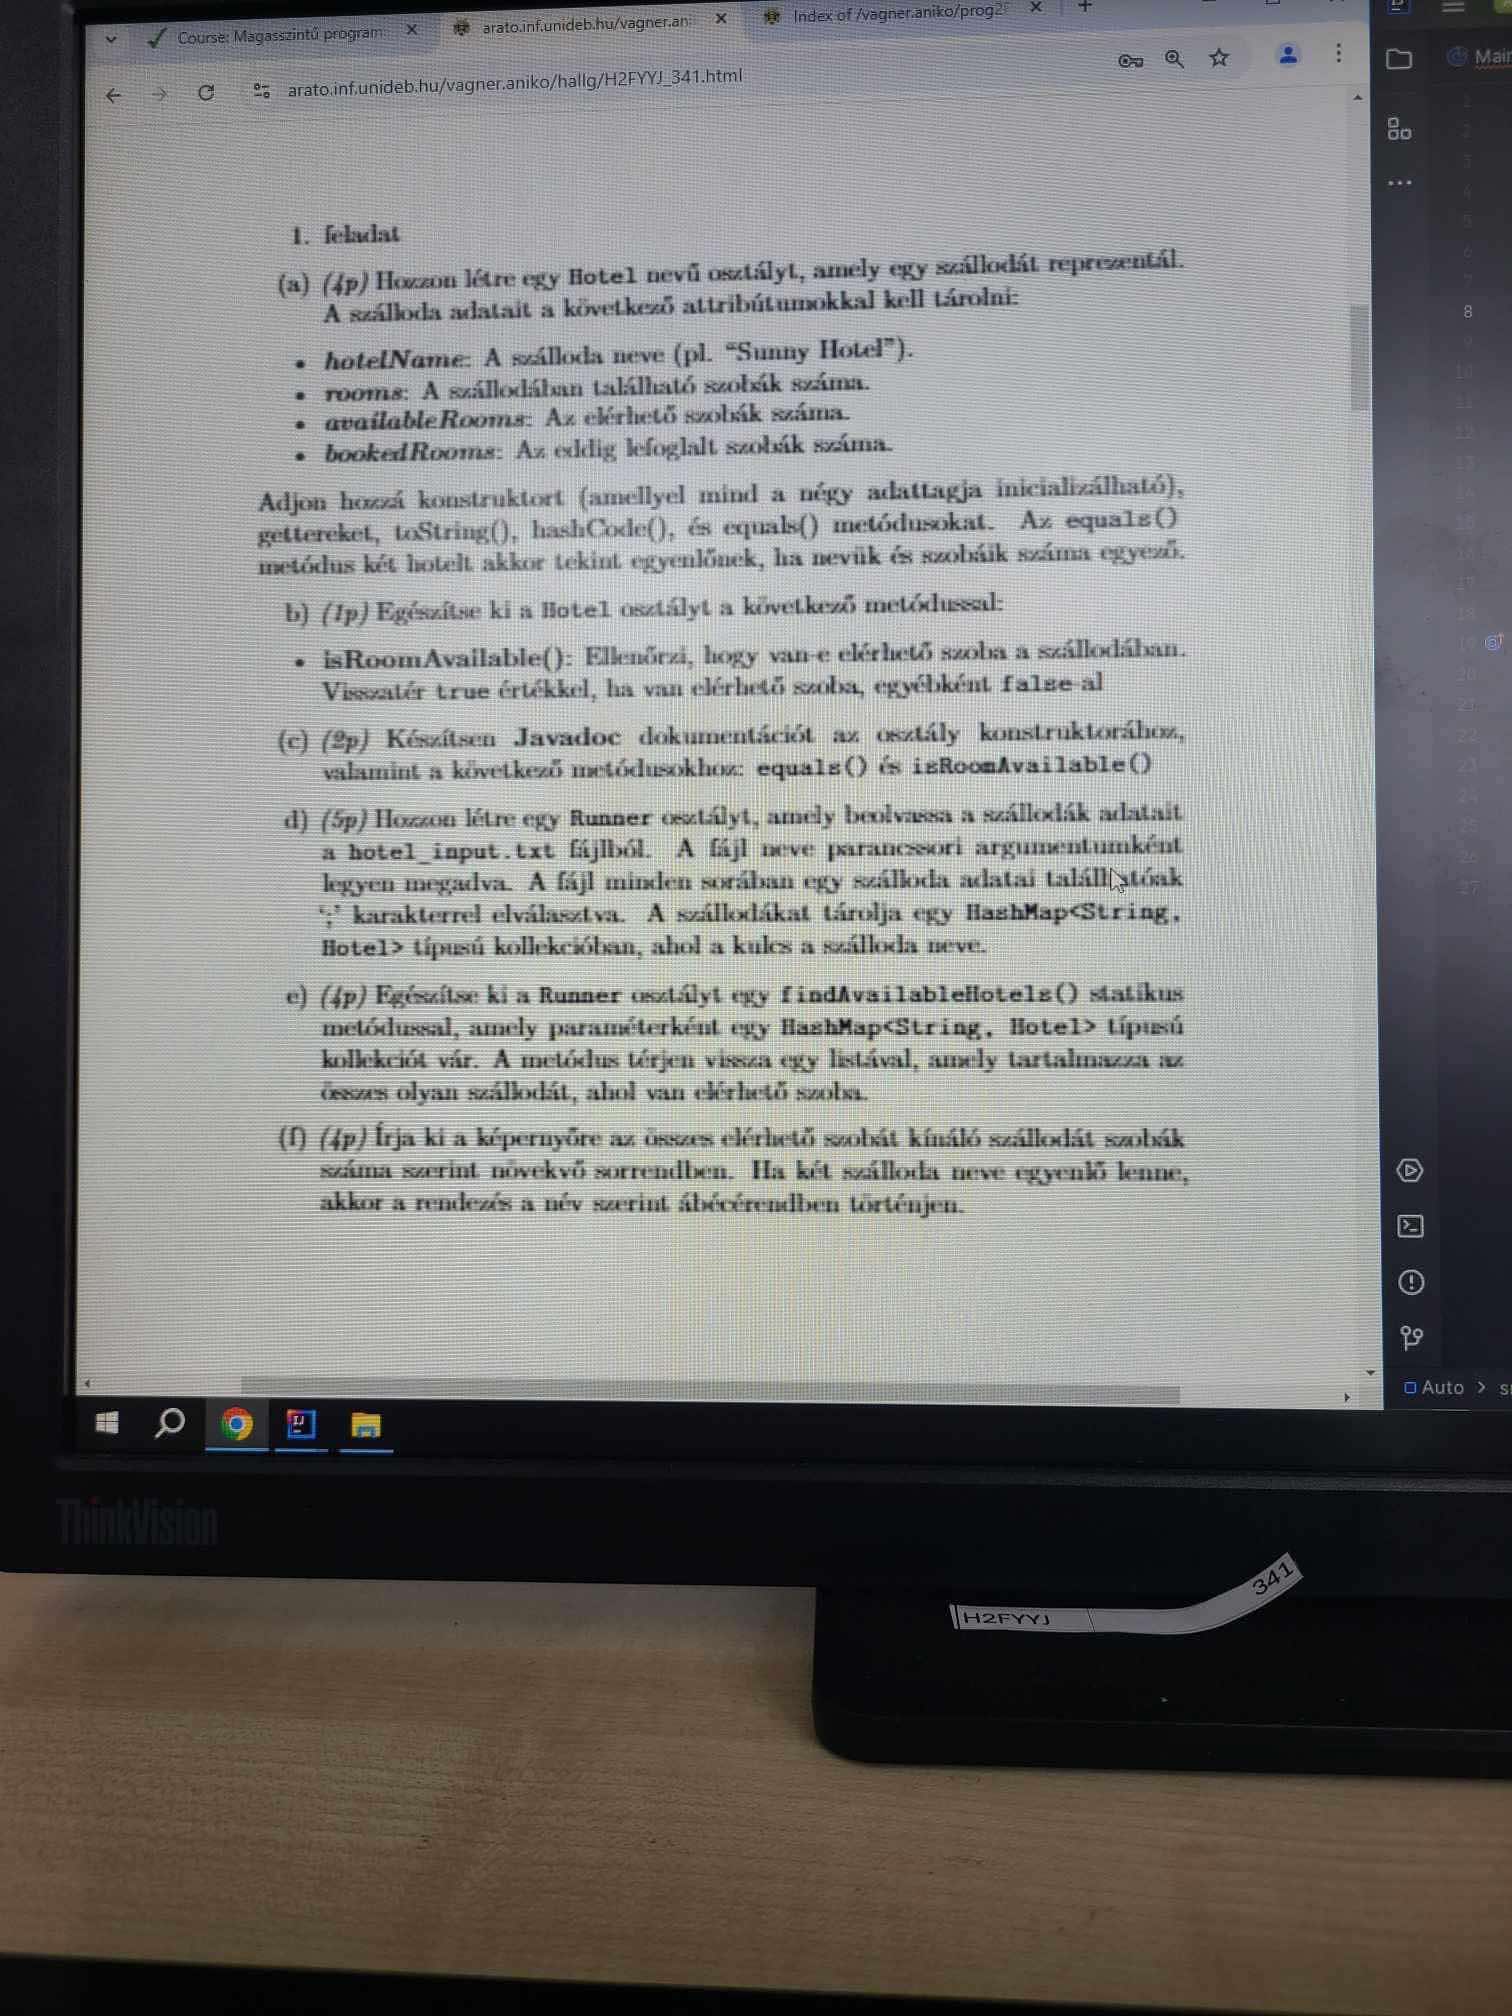 Course: Magasszintű program
arato.inf.unideb.hu/vagner.an
Index of /vagner.aniko/prog2
arato.inf.unideb.hu/vagner.aniko/hallg/H2FYYJ_341.html
1. feladat
(a) (4p) Hozzon létre egy Hotel nevű osztályt, amely egy szállodát reprezentál.
A szálloda adatait a következő attribútumokkal kell tárolni:
• hotelName: A szálloda neve (pl. “Sunny Hotel”).
• rooms: A szállodában található szobák száma.
• availableRooms: Az elérhető szobák száma.
• bookedRooms: Az eddig lefoglalt szobák száma.
Adjon hozzá konstruktort (amellyel mind a négy adattagja inicializálható),
gettereket, toString(), hashCode(), és equals() metódusokat. Az equals()
metódus két hotelt akkor tekint egyenlőnek, ha nevük és szobáik száma egyező.
b) (1p) Egészítse ki a Hotel osztályt a következő metódussal:
• isRoomAvailable(): Ellenőrzi, hogy van-e elérhető szoba a szállodában.
Visszatér true értékkel, ha van elérhető szoba, egyébként false-al
(c) (2p) Készítsen Javadoc dokumentációt az osztály konstruktorához,
valamint a következő metódusokhoz: equals() és isRoomAvailable()
d) (5p) Hozzon létre egy Runner osztályt, amely beolvassa a szállodák adatait
a hotel_input.txt fájlból. A fájl neve parancssori argumentumként
legyen megadva. A fájl minden sorában egy szálloda adatai találhatóak
‘;’ karakterrel elválasztva. A szállodákat tárolja egy HashMap<String,
Hotel> típusú kollekcióban, ahol a kulcs a szálloda neve.
e) (4p) Egészítse ki a Runner osztályt egy findAvailableHotels() statikus
metódussal, amely paraméterként egy HashMap<String, Hotel> típusú
kollekciót vár. A metódus térjen vissza egy listával, amely tartalmazza az
összes olyan szállodát, ahol van elérhető szoba.
(f) (4p) Írja ki a képernyőre az összes elérhető szobát kínáló szállodát szobák
száma szerint növekvő sorrendben. Ha két szálloda neve egyenlő lenne,
akkor a rendezés a név szerint ábécérendben történjen.
Main
8
Auto >
ThinkVision
H2FYYJ 341